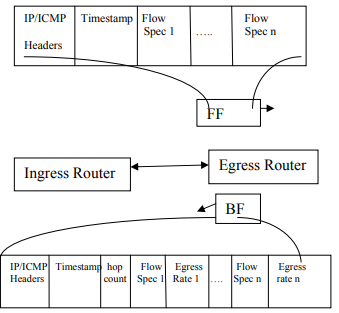 IP/ICMP Timestamp Flow Flow
Spec 1 ..... Spec n
Headers
FF
Ingress Router Egress Router
BF
IP/ICMP Timestamp hop Flow Egress Flow Egress
Headers count Spec 1 Rate 1 .... Spec n rate n